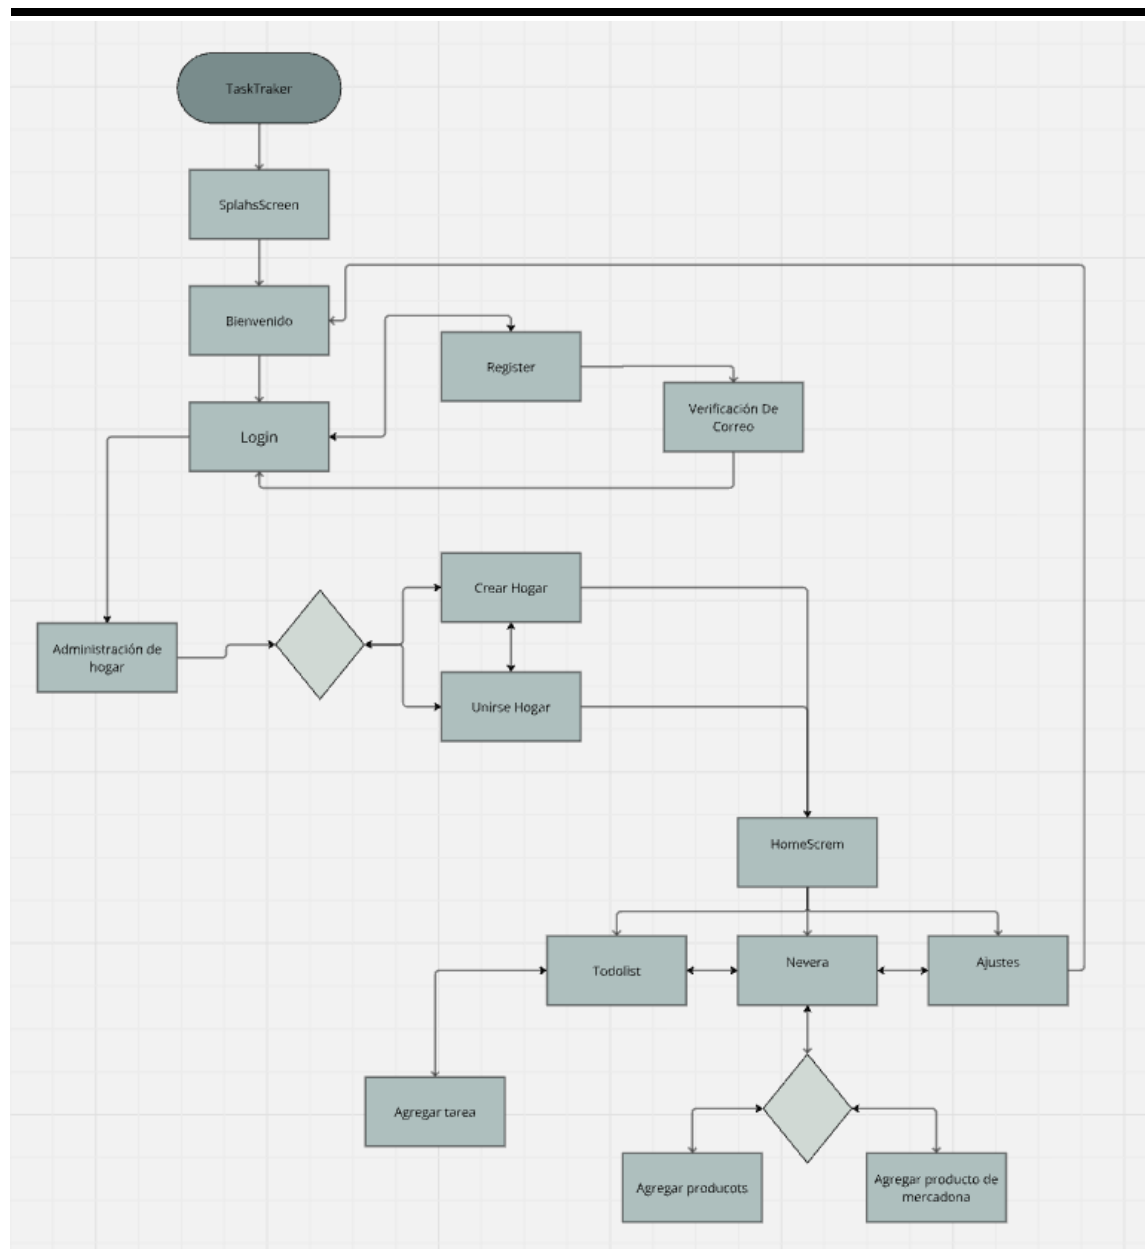 TaskTraker
SplahsScreen
Bienvenido
Register
Verificación De
Correo
Login
Crear Hogar
Administración de
hogar
Unirse Hogar
HomeScrem
Todolist
Nevera
Ajustes
Agregar tarea
Agregar producots
Agregar producto de
mercadona